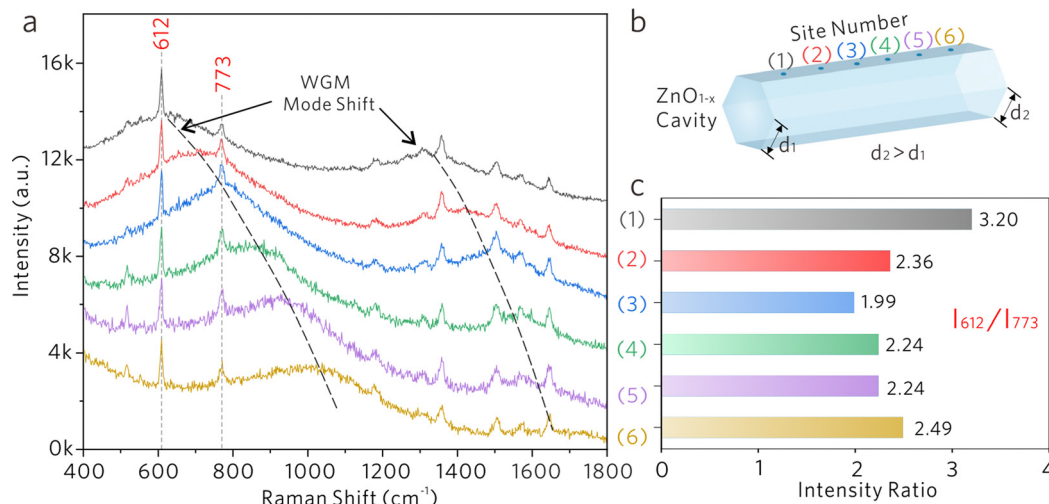 a
612
773
WGM
Mode Shift
16k
12k
8k
4k
0k
Intensity (a.u.)
400 600 800 1000 1200 1400 1600 1800
Raman Shift (cm⁻¹)
(1)
(2)
(3)
(4)
(5)
(6)
b
Site Number
(1) (2) (3) (4) (5) (6)
ZnO₁₋ₓ
Cavity
d₁
d₂
d₂>d₁
c
3.20
2.36
1.99
2.24
2.24
2.49
I₆₁₂/I₇₇₃
0 1 2 3 4
Intensity Ratio